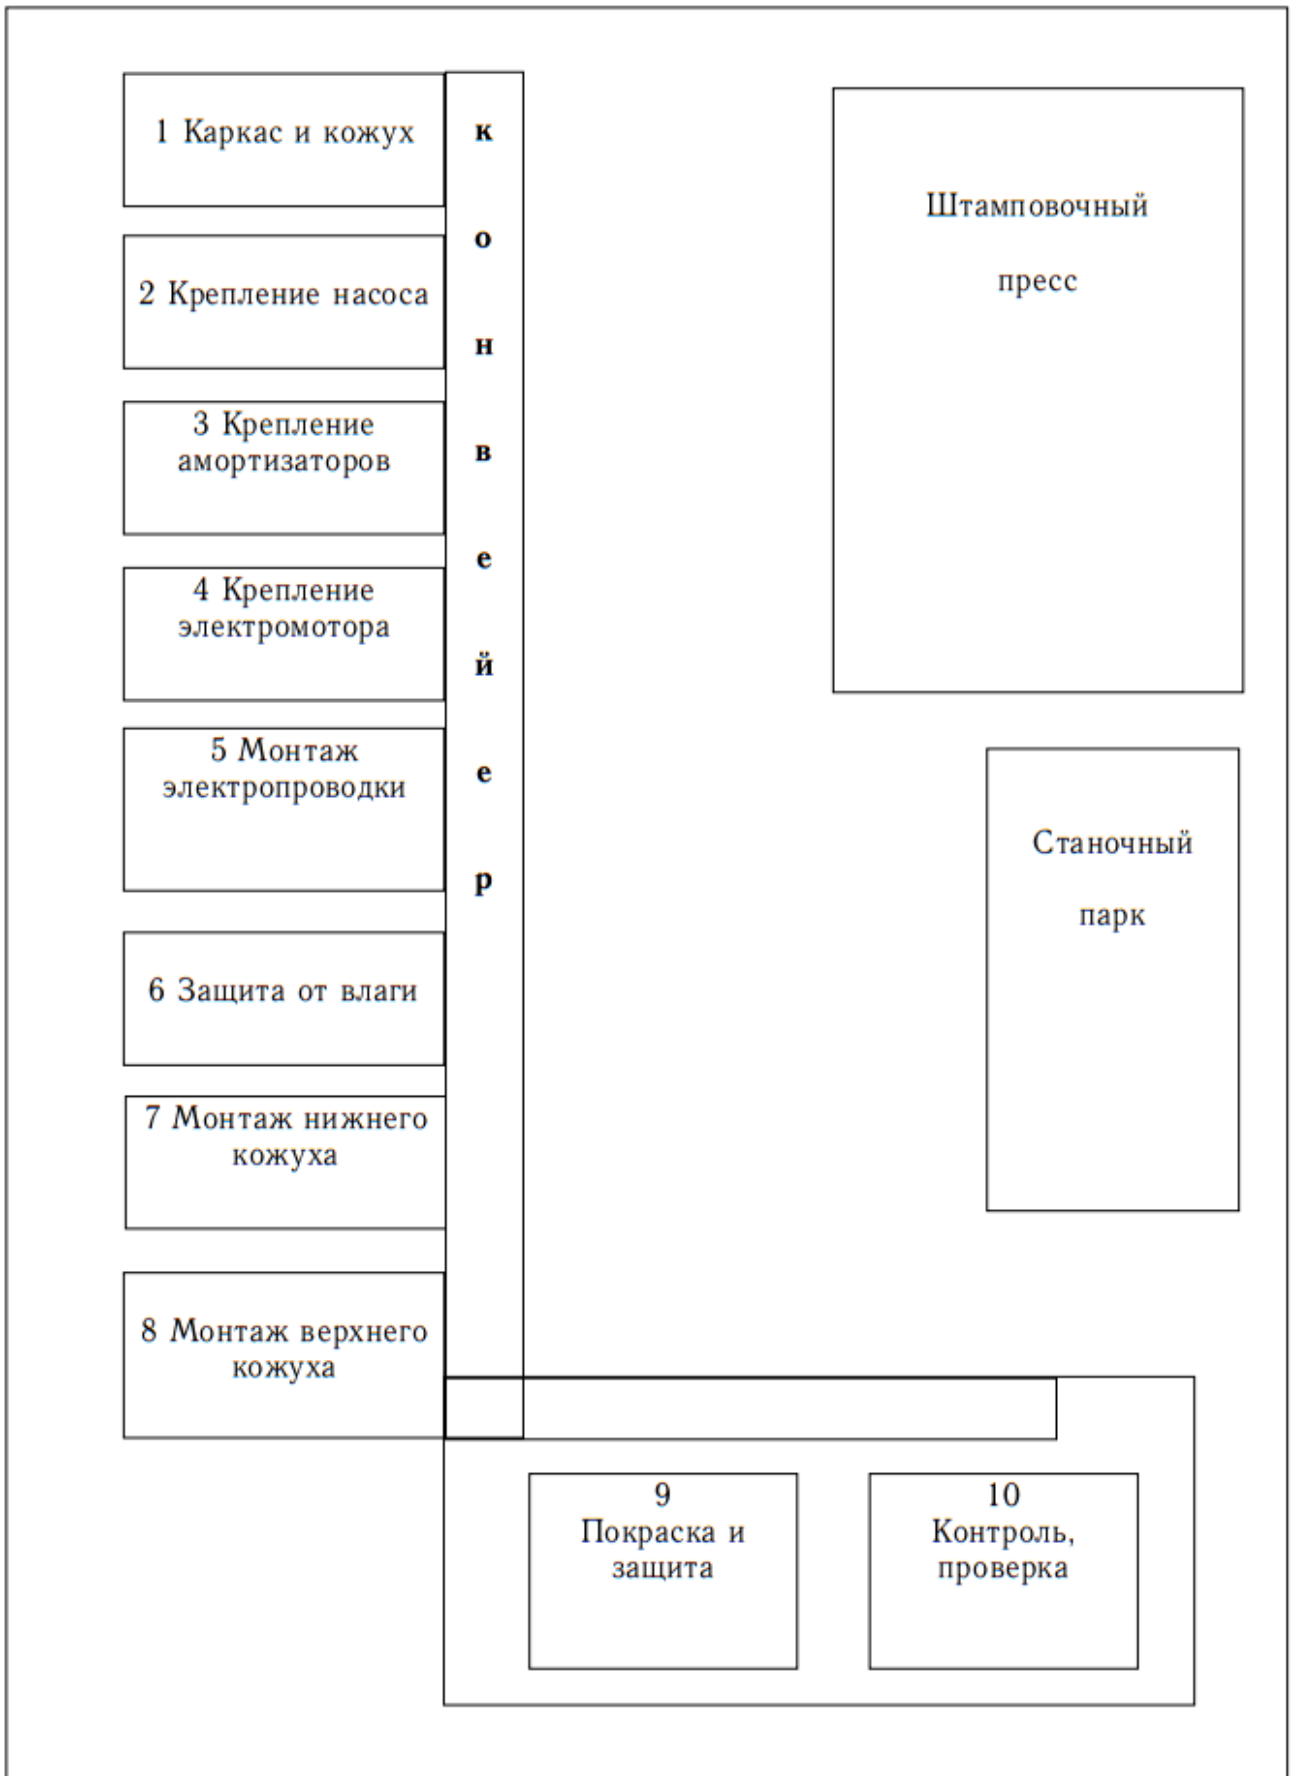 1 Каркас и кожух
2 Крепление насоса
3 Крепление
амортизаторов
4 Крепление
электромотора
5 Монтаж
электропроводки
6 Защита от влаги
7 Монтаж нижнего
кожуха
8 Монтаж верхнего
кожуха
к
о
н
в
е
й
е
р
Штамповочный
пресс
Станочный
парк
9
Покраска и
защита
10
Контроль,
проверка